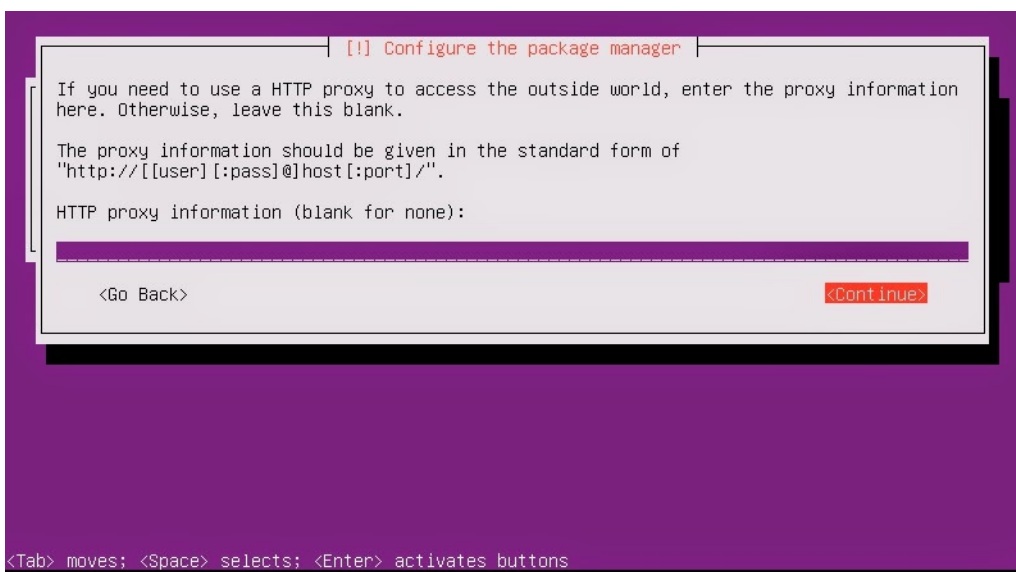 [!] Configure the package manager
If you need to use a HTTP proxy to access the outside world, enter the proxy information
here. Otherwise, leave this blank.
The proxy information should be given in the standard form of
"http://[[user][:pass]@]host[:port]/".
HTTP proxy information (blank for none):
<Go Back> <Continue>
<Tab> moves; <Space> selects; <Enter> activates buttons